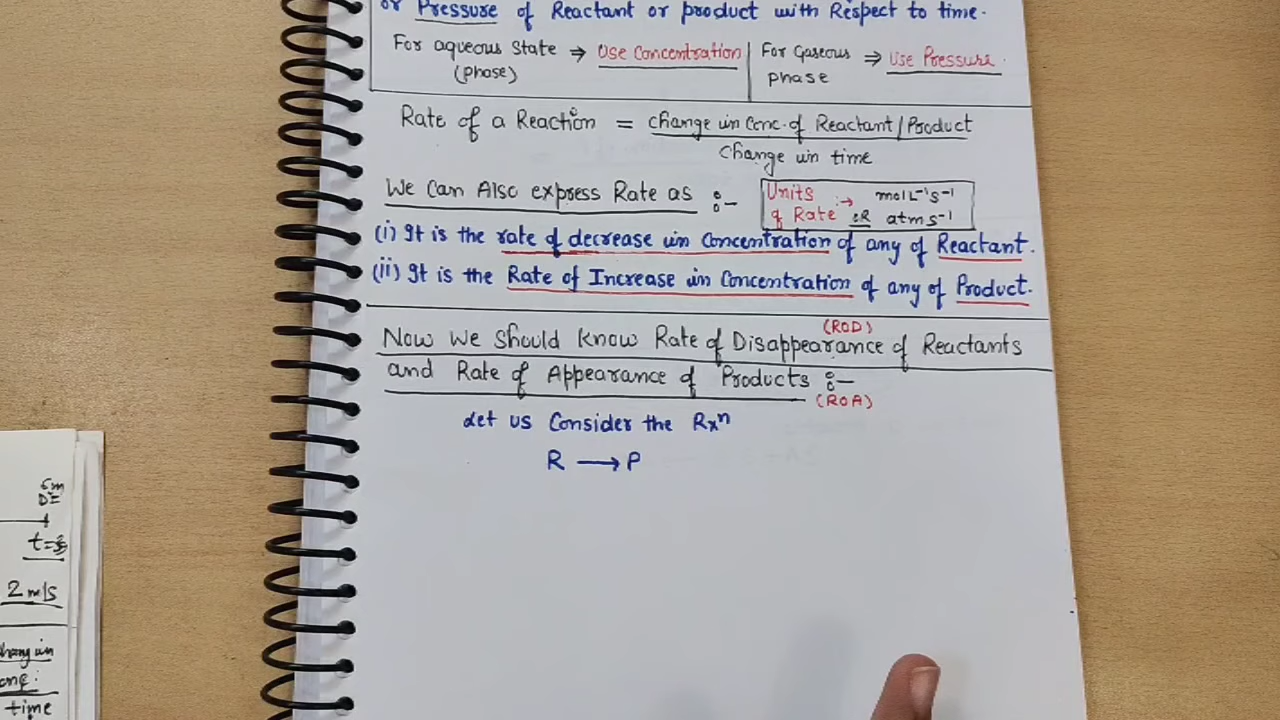 or Pressure of Reactant or product with Respect to time.
For aqueous state ⇒ Use Concentration
(phase)
For Gaseous ⇒ Use Pressure.
phase
Rate of a Reaction = change in Conc. of Reactant/Product
Change in time
We Can Also express Rate as :-
Units :→ mol L⁻¹s⁻¹
of Rate OR atm s⁻¹
(i) It is the rate of decrease in Concentration of any of Reactant.
(ii) It is the Rate of Increase in Concentration of any of Product.
(ROD)
Now We Should Know Rate of Disappearance of Reactants
and Rate of Appearance of Products :-
(ROA)
Let us Consider the Rxⁿ
R ⟶ P
t=
2 m/s
time